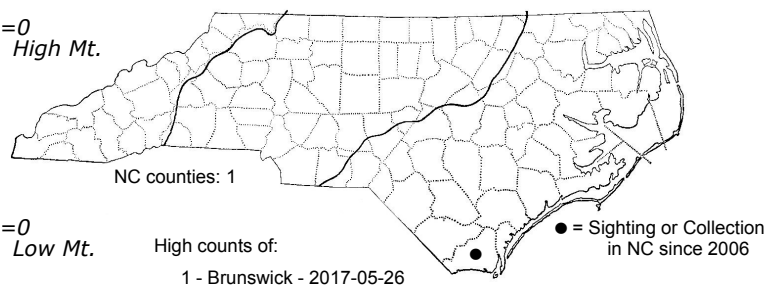 =0
High Mt.
NC counties: 1
=0
Low Mt.
High counts of:
1 - Brunswick - 2017-05-26
● = Sighting or Collection
in NC since 2006